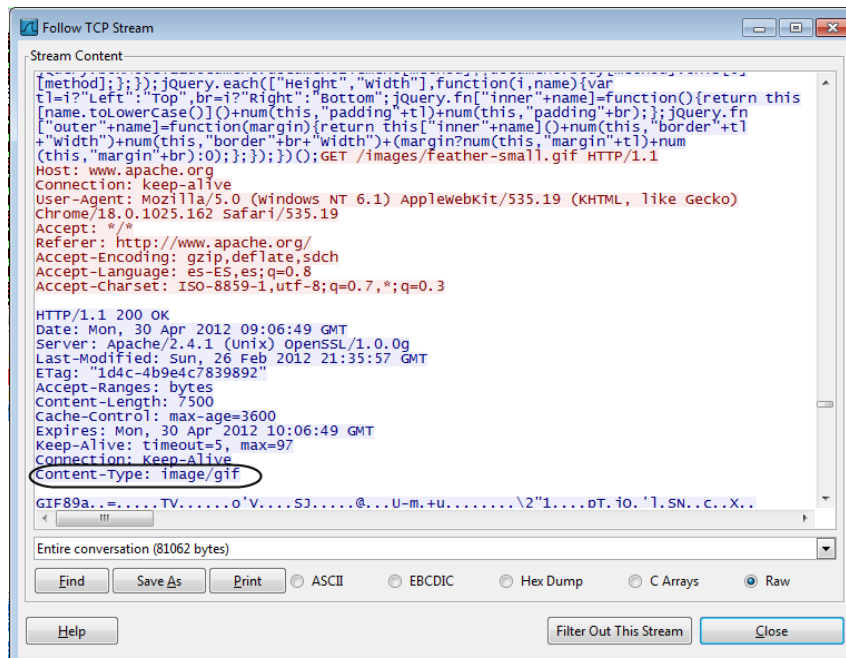 Follow TCP Stream
Stream Content
[method];};});jQuery.each(["Height","Width"],function(i,name){var
tl=i?"Left":"Top",br=i?"Right":"Bottom";jQuery.fn["inner"+name]=function(){return this
[name.toLowerCase()]()+num(this,"padding"+tl)+num(this,"padding"+br);};jQuery.fn
["outer"+name]=function(margin){return this["inner"+name]()+num(this,"border"+tl
+"Width")+num(this,"border"+br+"Width")+(margin?num(this,"margin"+tl)+num
(this,"margin"+br):0);};});})();GET /images/feather-small.gif HTTP/1.1
Host: www.apache.org
Connection: keep-alive
User-Agent: Mozilla/5.0 (Windows NT 6.1) AppleWebKit/535.19 (KHTML, like Gecko)
Chrome/18.0.1025.162 Safari/535.19
Accept: */*
Referer: http://www.apache.org/
Accept-Encoding: gzip,deflate,sdch
Accept-Language: es-ES,es;q=0.8
Accept-Charset: ISO-8859-1,utf-8;q=0.7,*;q=0.3
HTTP/1.1 200 OK
Date: Mon, 30 Apr 2012 09:06:49 GMT
Server: Apache/2.4.1 (Unix) OpenSSL/1.0.0g
Last-Modified: Sun, 26 Feb 2012 21:35:57 GMT
ETag: "1d4c-4b9e4c7839892"
Accept-Ranges: bytes
Content-Length: 7500
Cache-Control: max-age=3600
Expires: Mon, 30 Apr 2012 10:06:49 GMT
Keep-Alive: timeout=5, max=97
Connection: Keep-Alive
Content-Type: image/gif
GIF89a..=.....TV......o'V....SJ.....@...U-m.+u........\2"1....pT.jO.'l.SN..c..X..
Entire conversation (81062 bytes)
Find Save As Print ASCII EBCDIC Hex Dump C Arrays Raw
Help Filter Out This Stream Close